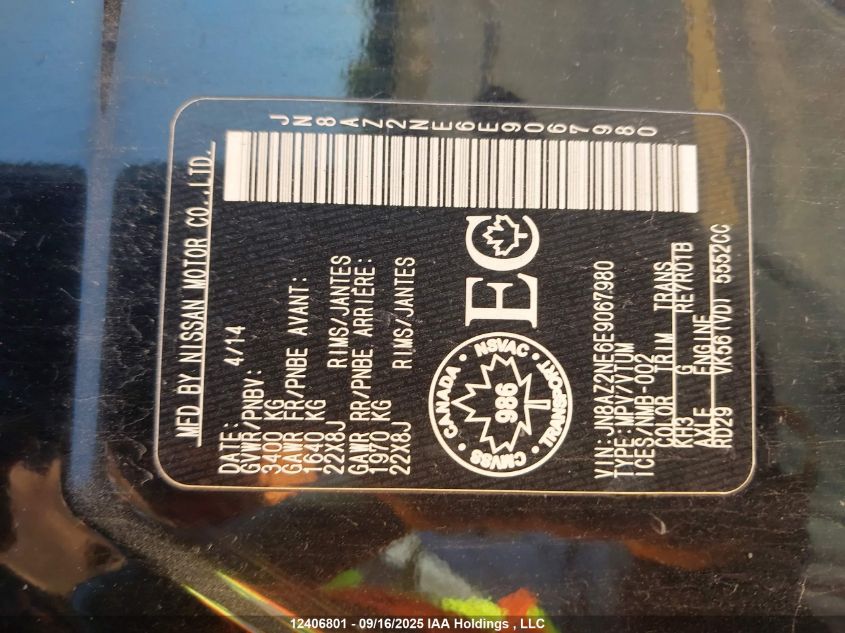 MFD BY NISSAN MOTOR CO.,LTD.
JN8AZ2NE6E9067980
DATE: 4/14
GVWR/PNBV:
3400 KG
GAWR FR/PNBE AVANT:
1640 KG RIMS/JANTES
22X8J
GAWR RR/PNBE ARRIÈRE:
1970 KG RIMS/JANTES
22X8J
EC
CANADA • NSVAC • TRANSPORT • CMVSS •
986
VIN:JN8AZ2NE6E9067980
TYPE:MPV/VTUM
ICES/NMB-002
COLOR TRIM TRANS
KH3 G RE7R01B
AXLE ENGINE
RD29 VK56(VD) 5552CC
12406801 - 09/16/2025 IAA Holdings , LLC